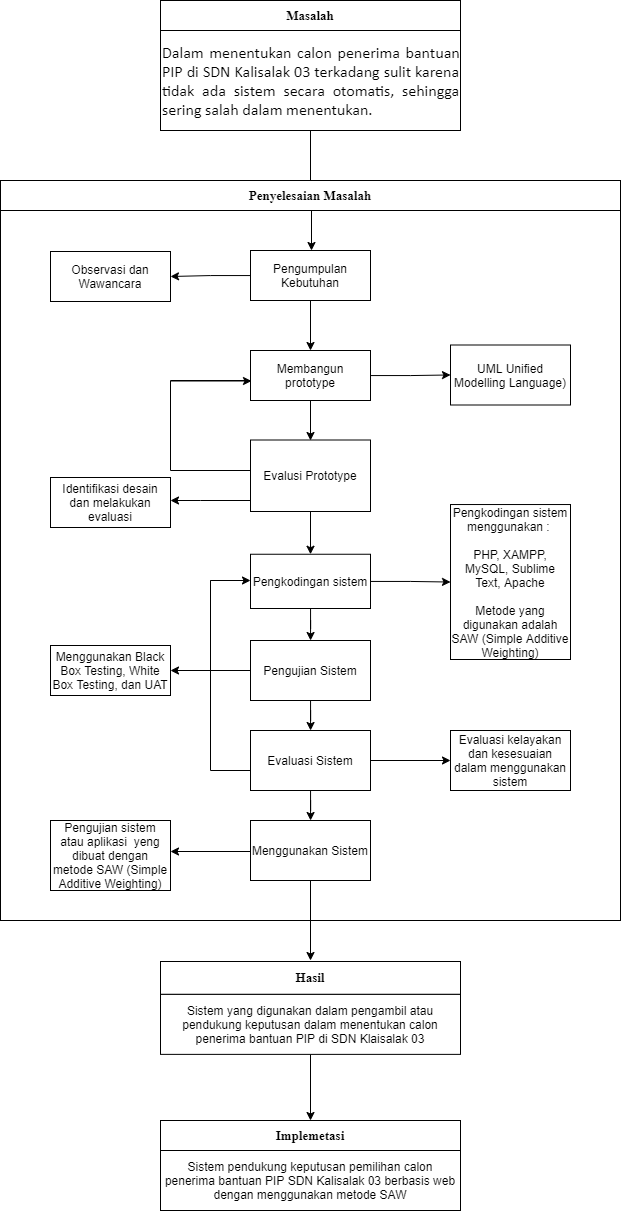 Masalah
Dalam menentukan calon penerima bantuan
PIP di SDN Kalisalak 03 terkadang sulit karena
tidak ada sistem secara otomatis, sehingga
sering salah dalam menentukan.
Penyelesaian Masalah
Observasi dan
Wawancara
Pengumpulan
Kebutuhan
Membangun
prototype
UML Unified
Modelling Language)
Evalusi Prototype
Identifikasi desain
dan melakukan
evaluasi
Pengkodingan sistem
menggunakan :
PHP, XAMPP,
MySQL, Sublime
Text, Apache
Metode yang
digunakan adalah
SAW (Simple Additive
Weighting)
Pengkodingan sistem
Menggunakan Black
Box Testing, White
Box Testing, dan UAT
Pengujian Sistem
Evaluasi Sistem
Evaluasi kelayakan
dan kesesuaian
dalam menggunakan
sistem
Pengujian sistem
atau aplikasi yeng
dibuat dengan
metode SAW (Simple
Additive Weighting)
Menggunakan Sistem
Hasil
Sistem yang digunakan dalam pengambil atau
pendukung keputusan dalam menentukan calon
penerima bantuan PIP di SDN Klaisalak 03
Implemetasi
Sistem pendukung keputusan pemilihan calon
penerima bantuan PIP SDN Kalisalak 03 berbasis web
dengan menggunakan metode SAW